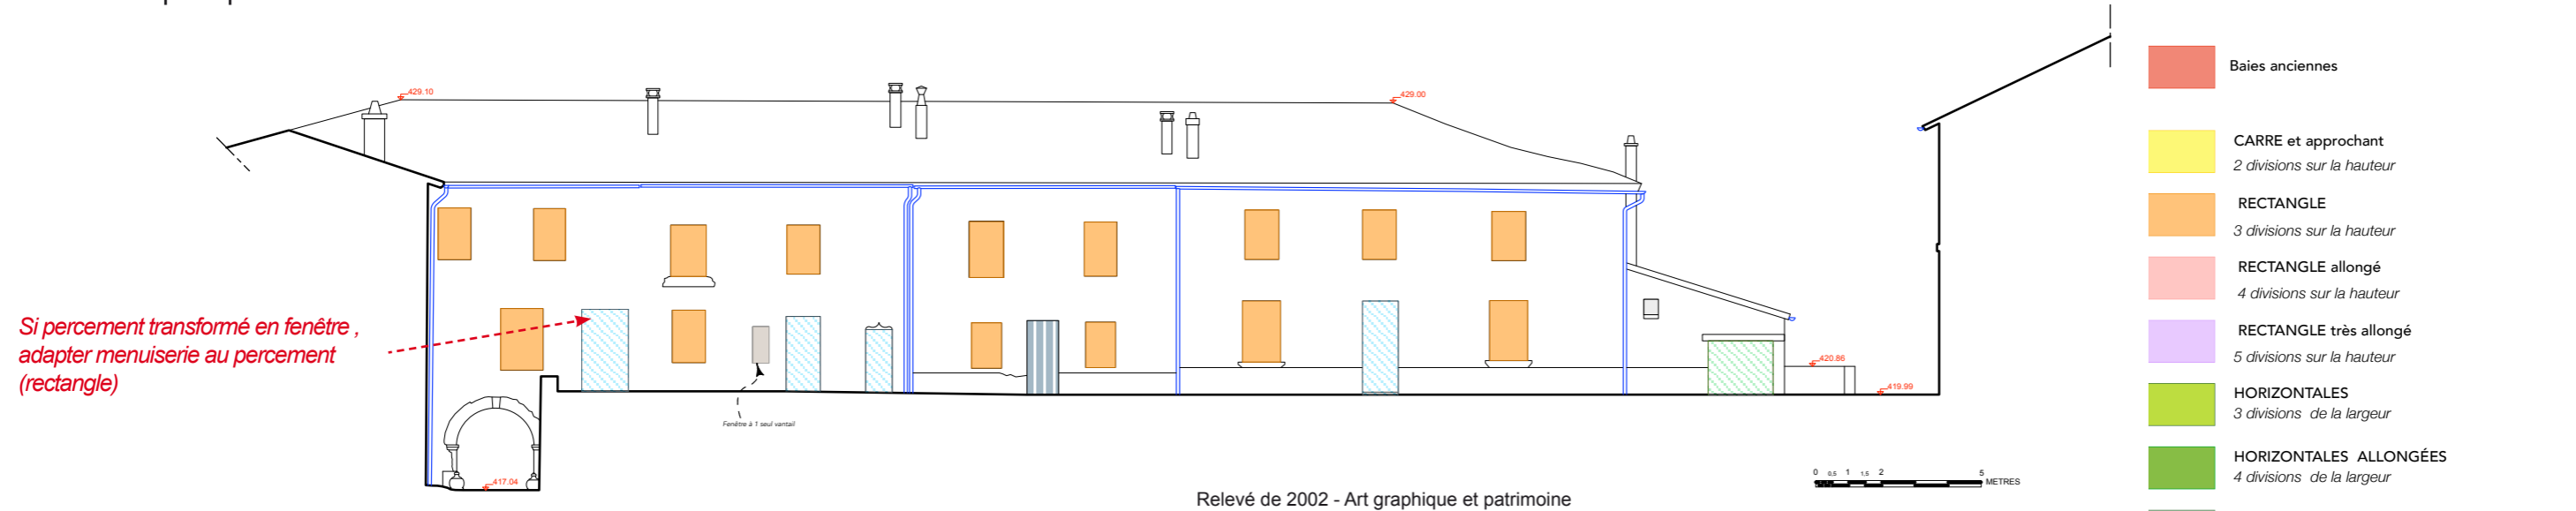 429.10
429.00
Si percement transformé en fenêtre ,
adapter menuiserie au percement
(rectangle)
Fenêtre à 1 seul vantail
420.86
419.99
417.04
0 0,5 1 1,5 2 5 METRES
Relevé de 2002 - Art graphique et patrimoine
Baies anciennes
CARRE et approchant
2 divisions sur la hauteur
RECTANGLE
3 divisions sur la hauteur
RECTANGLE allongé
4 divisions sur la hauteur
RECTANGLE très allongé
5 divisions sur la hauteur
HORIZONTALES
3 divisions de la largeur
HORIZONTALES ALLONGÉES
4 divisions de la largeur